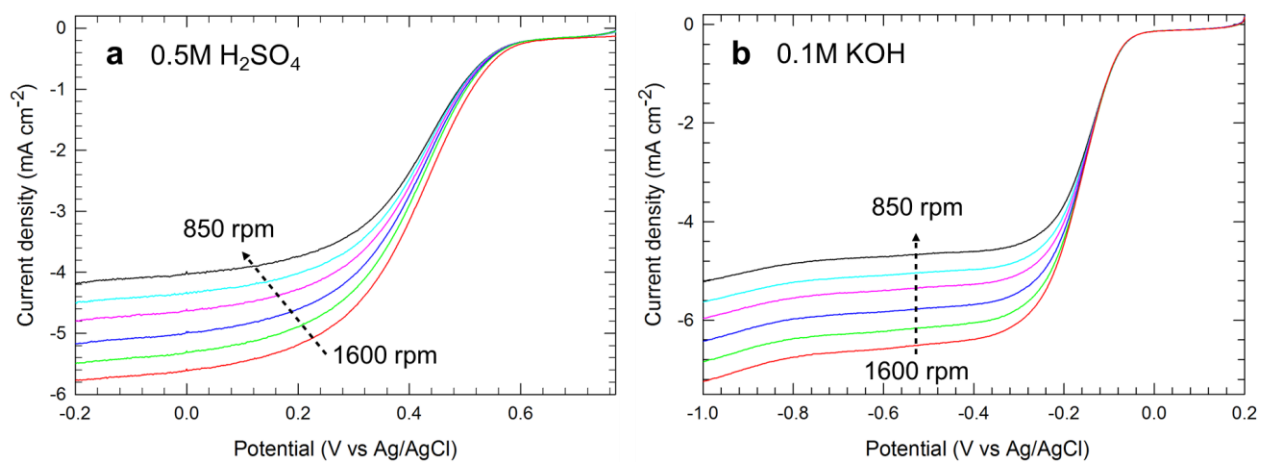 a 0.5M H₂SO₄
850 rpm
1600 rpm
0
-1
-2
-3
-4
-5
-6
-0.2 0.0 0.2 0.4 0.6
Current density (mA cm⁻²)
Potential (V vs Ag/AgCl)
b 0.1M KOH
850 rpm
1600 rpm
0
-2
-4
-6
-1.0 -0.8 -0.6 -0.4 -0.2 0.0 0.2
Current density (mA cm⁻²)
Potential (V vs Ag/AgCl)